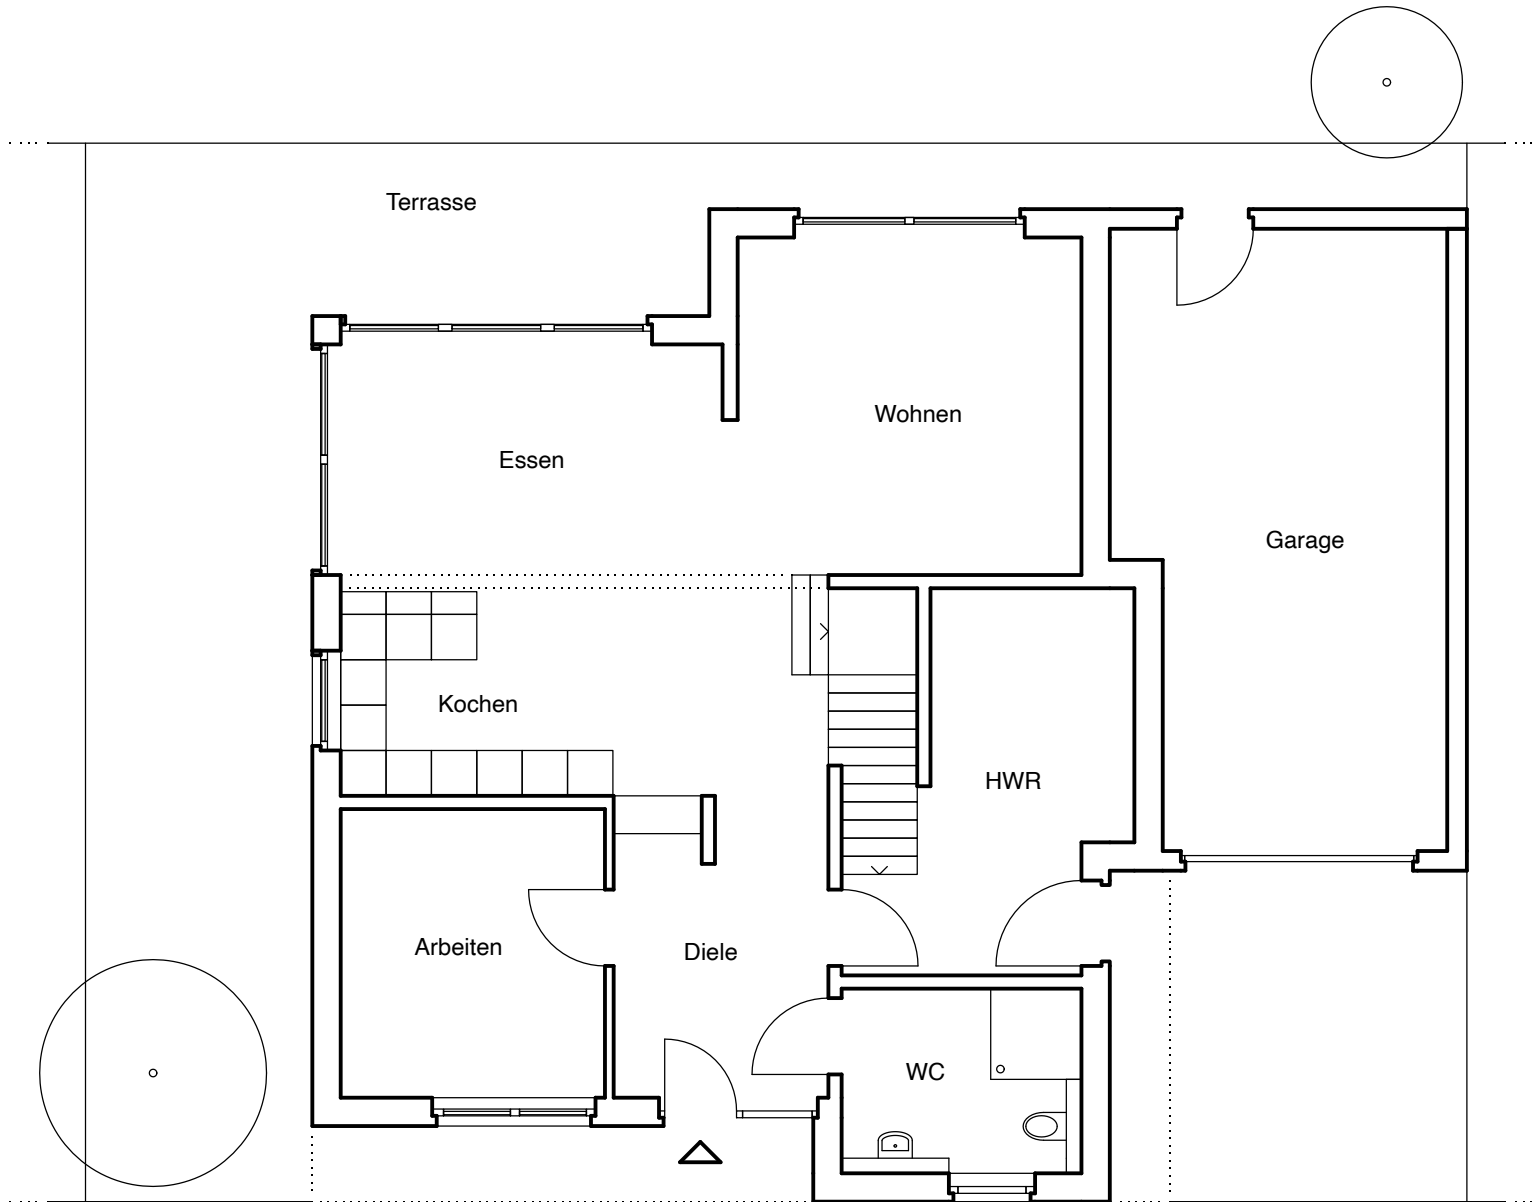 Terrasse
Wohnen
Essen
Garage
Kochen
HWR
Arbeiten
Diele
WC